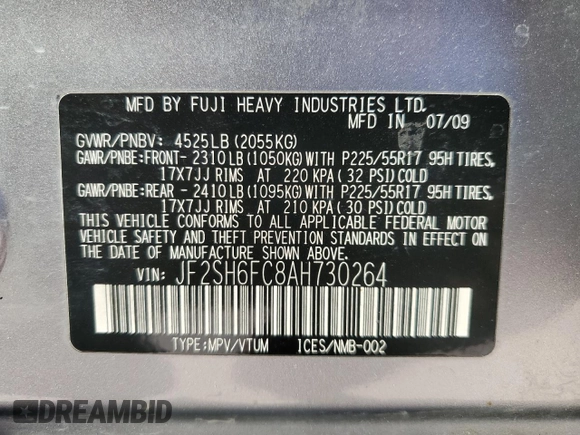 MFD BY FUJI HEAVY INDUSTRIES LTD.
MFD IN 07/09
GVWR/PNBV: 4525LB (2055KG)
GAWR/PNBE:FRONT- 2310LB (1050KG) WITH P225/55R17 95H TIRES,
17X7JJ RIMS AT 220 KPA ( 32 PSI) COLD
GAWR/PNBE:REAR - 2410LB (1095KG) WITH P225/55R17 95H TIRES,
17X7JJ RIMS AT 210 KPA ( 30 PSI) COLD
THIS VEHICLE CONFORMS TO ALL APPLICABLE FEDERAL MOTOR
VEHICLE SAFETY AND THEFT PREVENTION STANDARDS IN EFFECT ON
THE DATE OF MANUFACTURE SHOWN ABOVE.
VIN: JF2SH6FC8AH730264
TYPE:MPV/VTUM ICES/NMB-002
DREAMBID